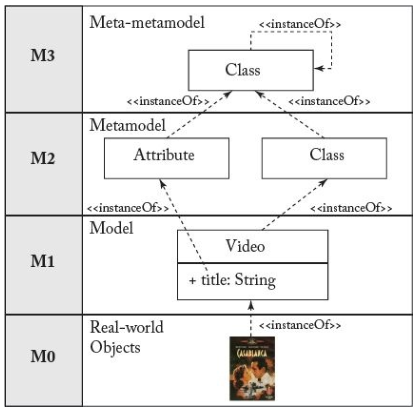 Meta-metamodel
<<instanceOf>>
M3
Class
<<instanceOf>>
<<instanceOf>>
Metamodel
M2
Attribute
Class
<<instanceOf>>
<<instanceOf>>
Model
Video
M1
+ title: String
Real-world
Objects
<<instanceOf>>
M0
CASABLANCA